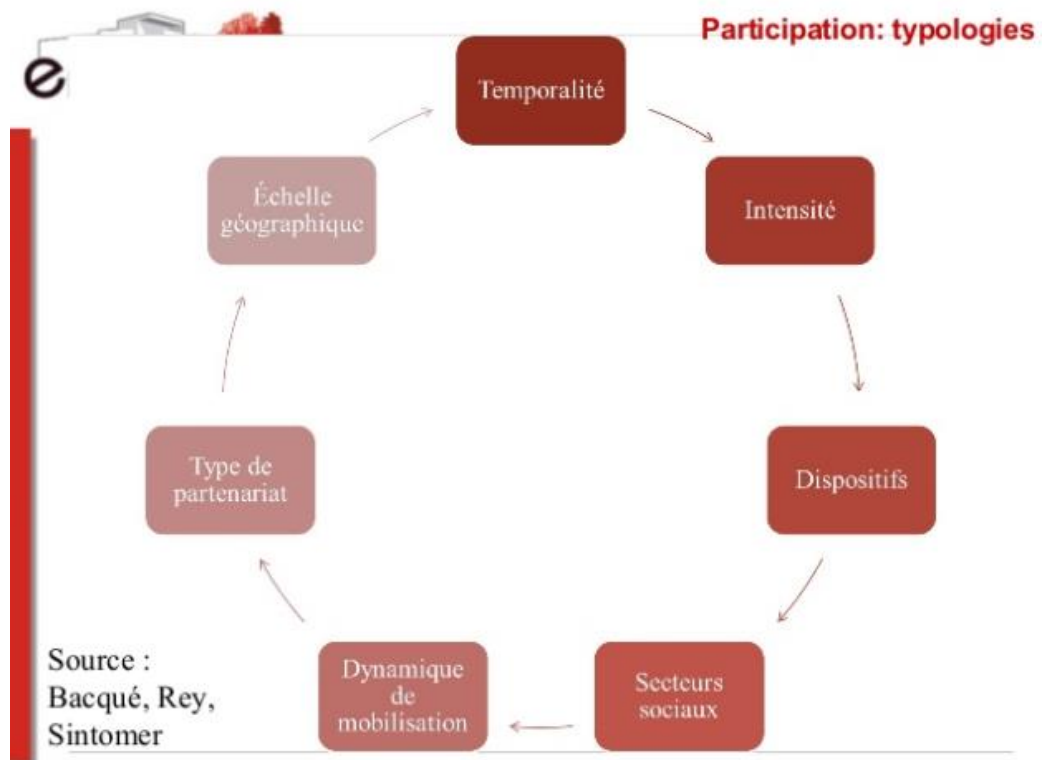 Participation: typologies
e
Temporalité
Échelle
géographique
Intensité
Type de
partenariat
Dispositifs
Dynamique
de
mobilisation
Secteurs
sociaux
Source :
Bacqué, Rey,
Sintomer